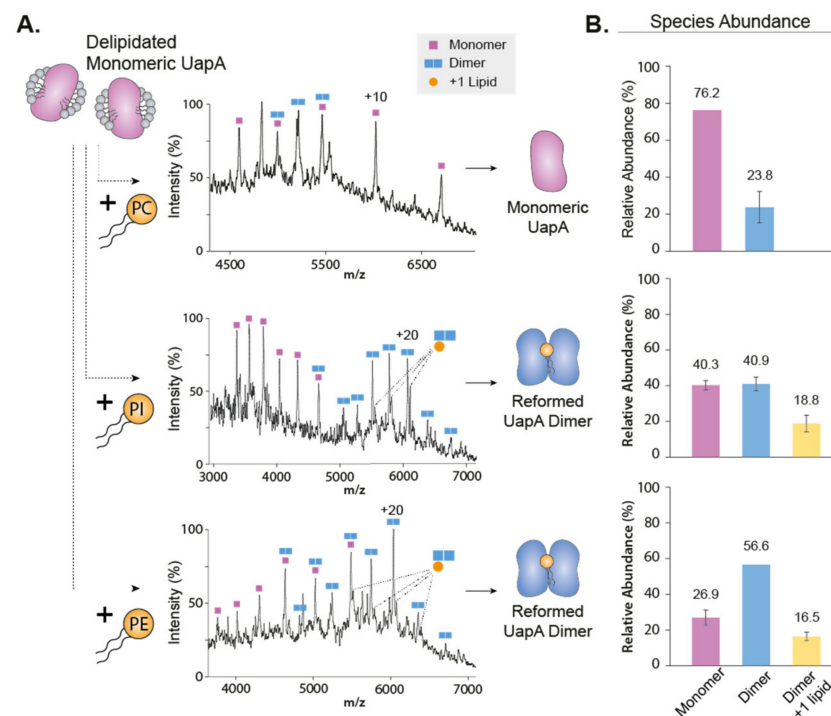 A.
Delipidated
Monomeric UapA
Monomer
Dimer
+1 Lipid
+
PC
Intensity (%)
100
50
0
+10
4500
5500
6500
m/z
Monomeric
UapA
+
PI
Intensity (%)
100
50
0
+20
3000
4000
5000
6000
7000
m/z
Reformed
UapA Dimer
+
PE
Intensity (%)
100
50
0
+20
4000
5000
6000
7000
m/z
Reformed
UapA Dimer
B.
Species Abundance
Relative Abundance (%)
100
80
60
40
20
0
76.2
23.8
Relative Abundance (%)
100
80
60
40
20
0
40.3
40.9
18.8
Relative Abundance (%)
100
80
60
40
20
0
26.9
56.6
16.5
Monomer
Dimer
Dimer
+1 lipid